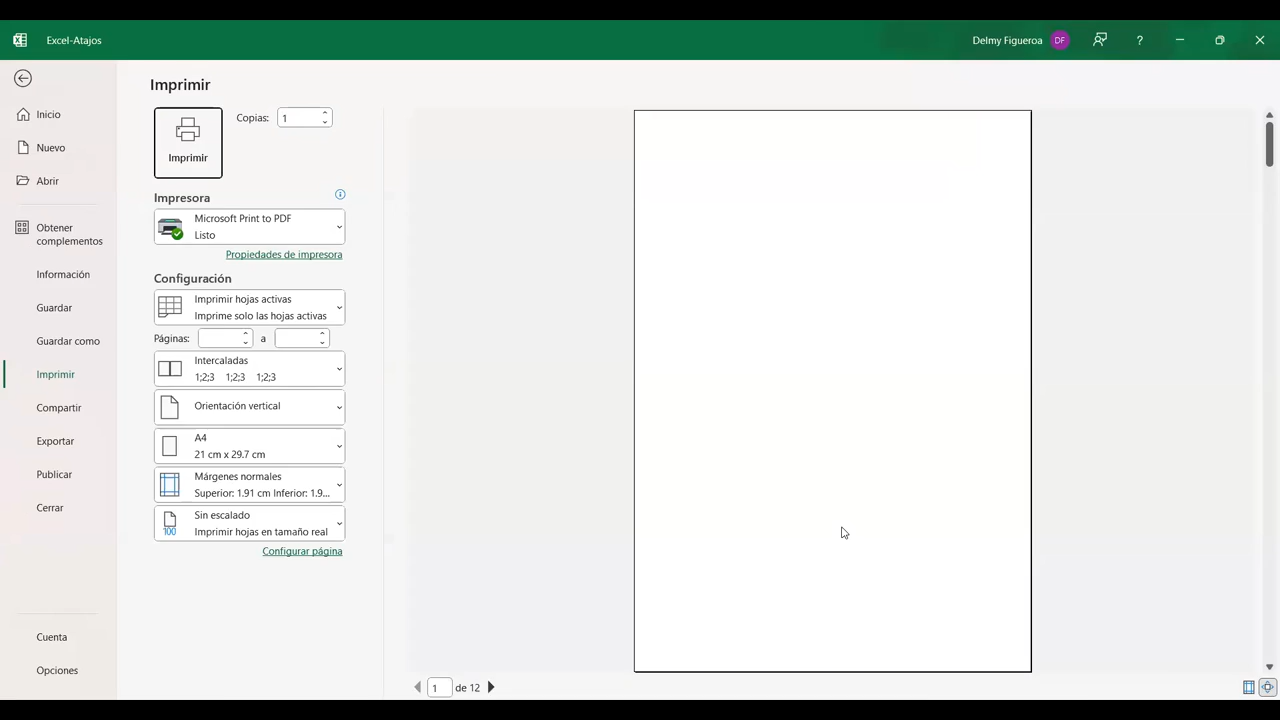 Excel-Atajos
Delmy Figueroa
DF
?
Imprimir
Inicio
Nuevo
Abrir
Obtener
complementos
Información
Guardar
Guardar como
Imprimir
Compartir
Exportar
Publicar
Cerrar
Cuenta
Opciones
Imprimir
Copias: 1
Impresora
Microsoft Print to PDF
Listo
Propiedades de impresora
Configuración
Imprimir hojas activas
Imprime solo las hojas activas
Páginas: a
Intercaladas
1;2;3 1;2;3 1;2;3
Orientación vertical
A4
21 cm x 29.7 cm
Márgenes normales
Superior: 1.91 cm Inferior: 1.9...
Sin escalado
100
Imprimir hojas en tamaño real
Configurar página
1 de 12